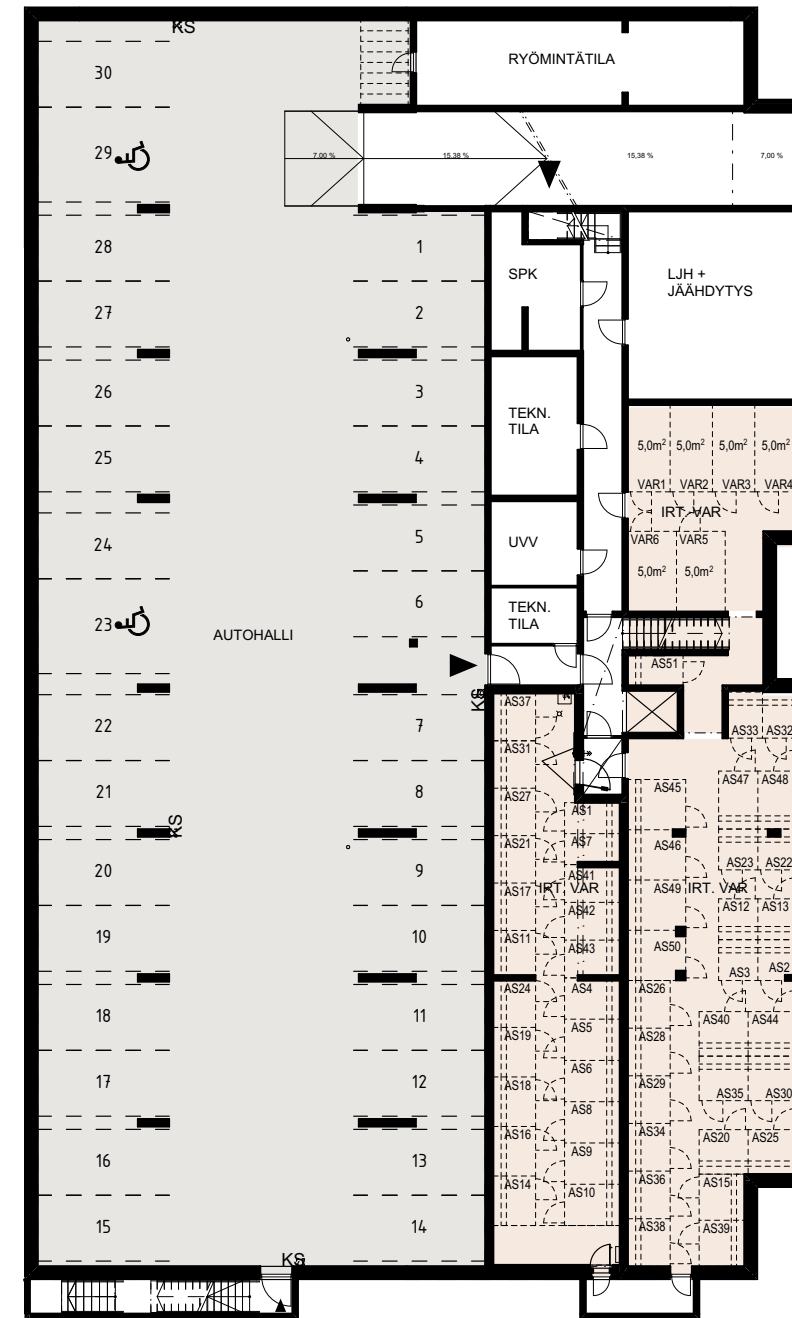 KS
30
RYÖMINTÄTILA
29
7,00 %
15,38 %
15,38 %
7,00 %
28
1
SPK
LJH +
JÄÄHDYTYS
27
2
26
3
TEKN.
TILA
25
4
5,0m²
5,0m²
5,0m²
5,0m²
VAR1
VAR2
VAR3
VAR4
IRT. VAR
24
5
UVV
VAR6
VAR5
5,0m²
5,0m²
23
6
TEKN.
TILA
AUTOHALLI
AS51
KS
22
7
AS37
AS33
AS32
AS31
21
8
AS27
AS45
AS47
AS48
KS
AS1
AS21
AS7
AS46
20
9
AS23
AS22
AS41
AS17
IRT. VAR
AS49
IRT. VAR
AS42
AS12
AS13
19
10
AS11
AS43
AS50
AS3
AS2
18
11
AS24
AS4
AS26
AS19
AS5
AS28
AS40
AS44
17
12
AS18
AS6
AS29
AS8
AS35
AS30
16
13
AS16
AS9
AS34
AS20
AS25
AS14
AS10
AS36
AS15
15
14
AS38
AS39
KS